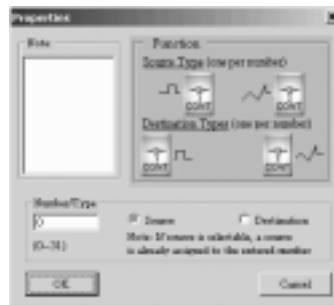 Properties
Note
Function
Source Type (one per number)
CONT
CONT
Destination Types (one per number)
CONT
CONT
Number/Type
0
(0~31)
Source
Destination
Note: If source is selectable, a source
is already assigned to the entered number
OK
Cancel